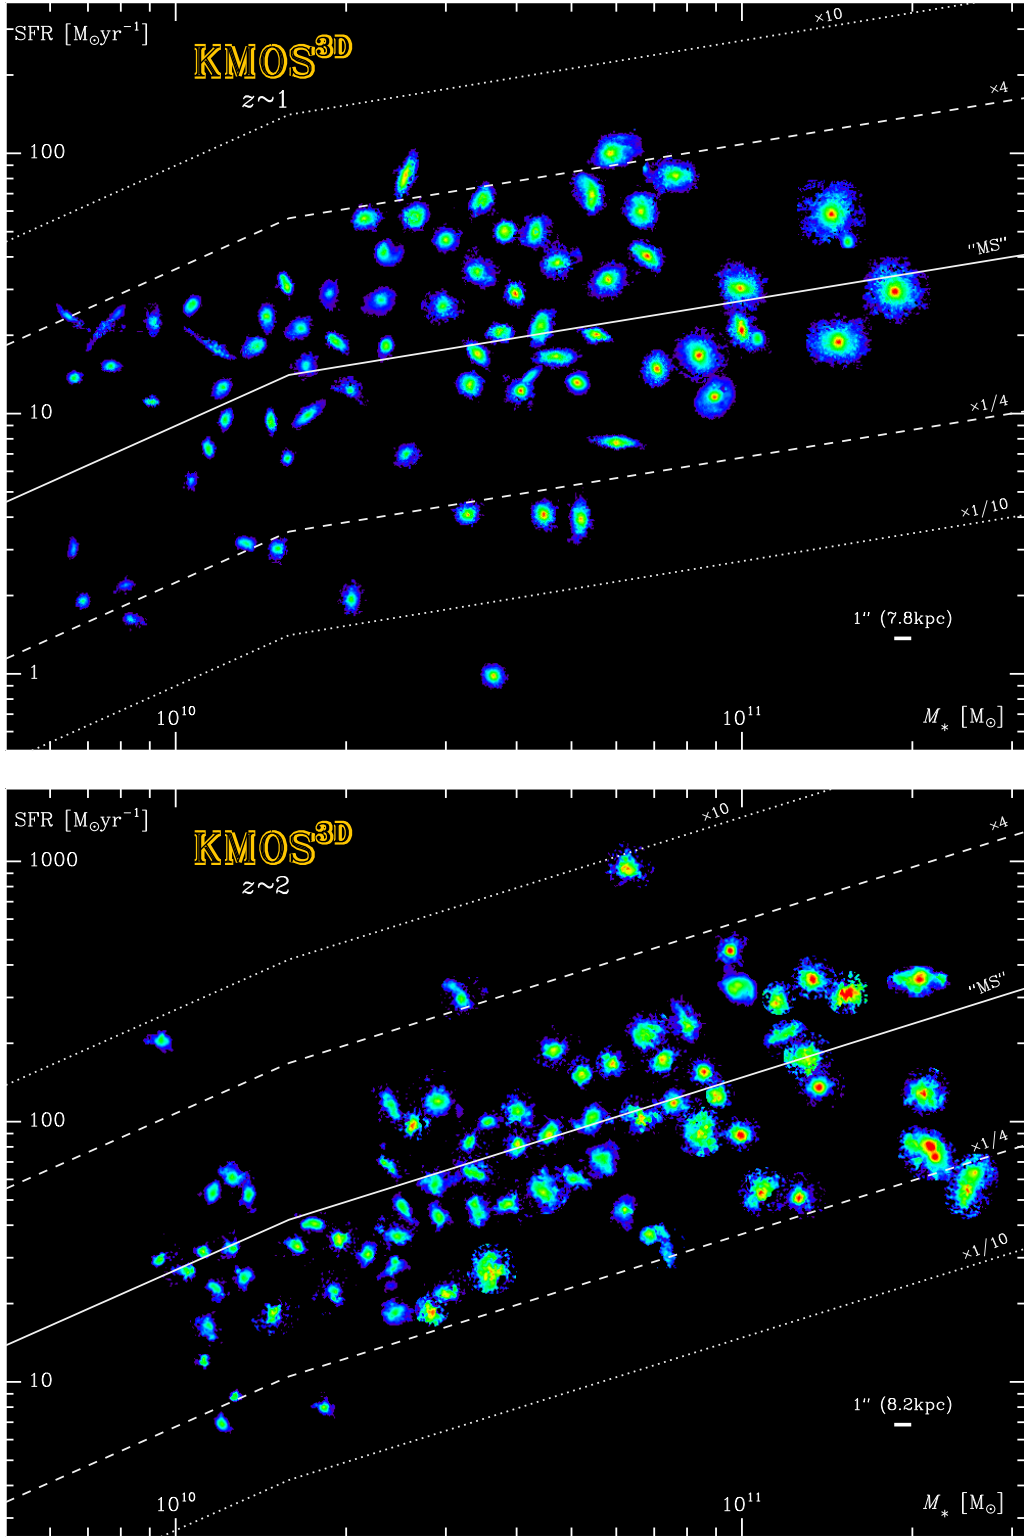 ×10
SFR [M⊙yr⁻¹]
KMOS³ᴰ
z~1
×4
100
"MS"
10
×1/4
×1/10
1″ (7.8kpc)
1
10¹⁰
10¹¹
M* [M⊙]
×10
SFR [M⊙yr⁻¹]
×4
KMOS³ᴰ
1000
z~2
"MS"
100
×1/4
×1/10
10
1″ (8.2kpc)
10¹⁰
10¹¹
M* [M⊙]